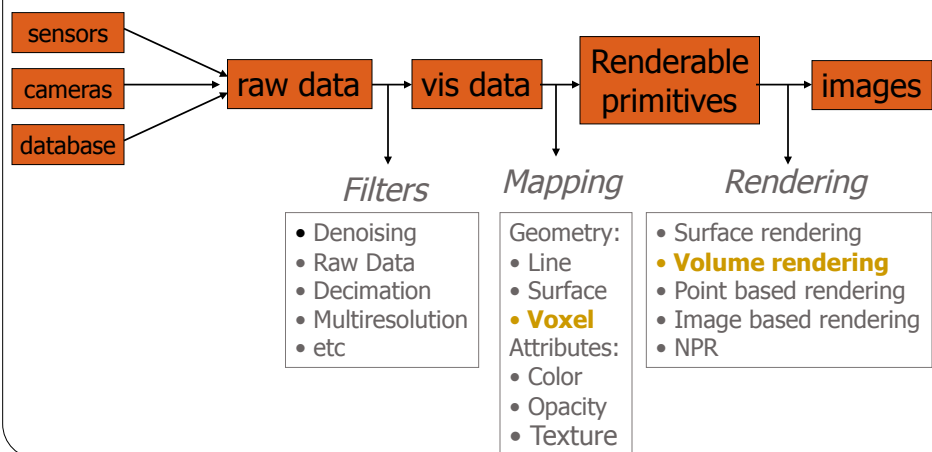 sensors
cameras
database
raw data
vis data
Renderable
primitives
images
Filters
• Denoising
• Raw Data
• Decimation
• Multiresolution
• etc
Mapping
Geometry:
• Line
• Surface
• Voxel
Attributes:
• Color
• Opacity
• Texture
Rendering
• Surface rendering
• Volume rendering
• Point based rendering
• Image based rendering
• NPR